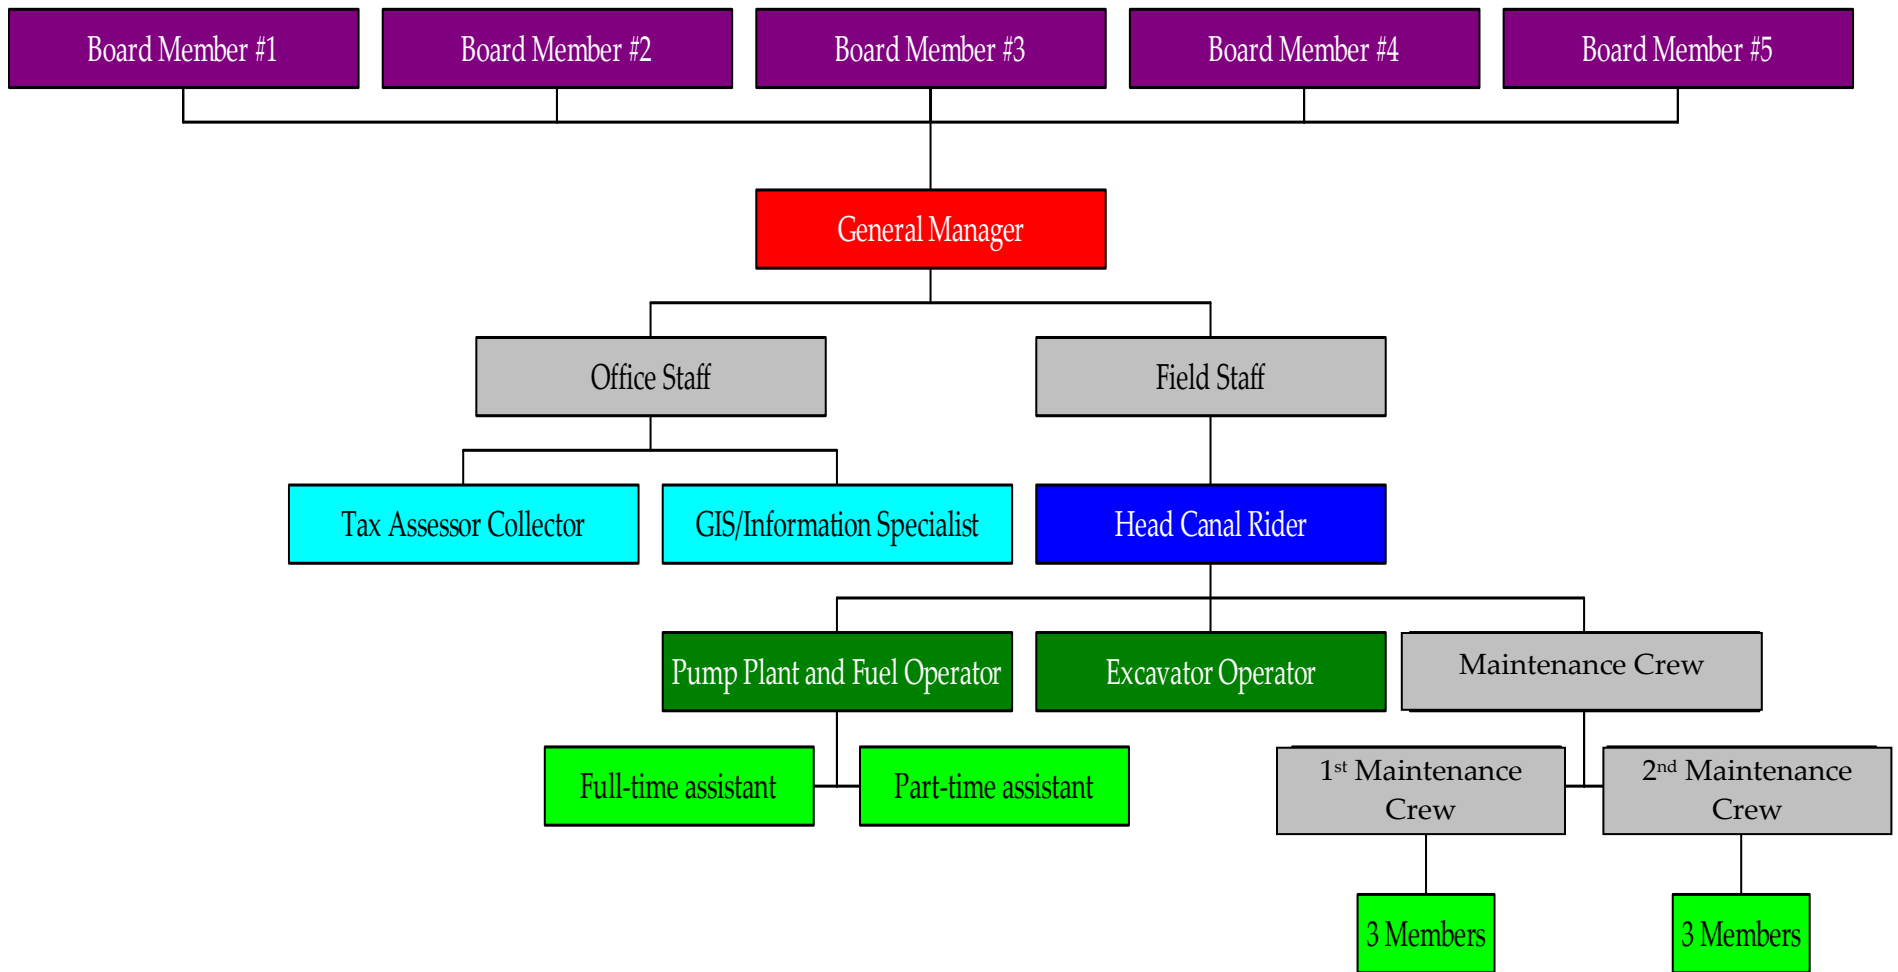 Board Member #1
Board Member #2
Board Member #3
Board Member #4
Board Member #5
General Manager
Office Staff
Field Staff
Tax Assessor Collector
GIS/Information Specialist
Head Canal Rider
Pump Plant and Fuel Operator
Excavator Operator
Maintenance Crew
Full-time assistant
Part-time assistant
1st Maintenance
Crew
2nd Maintenance
Crew
3 Members
3 Members